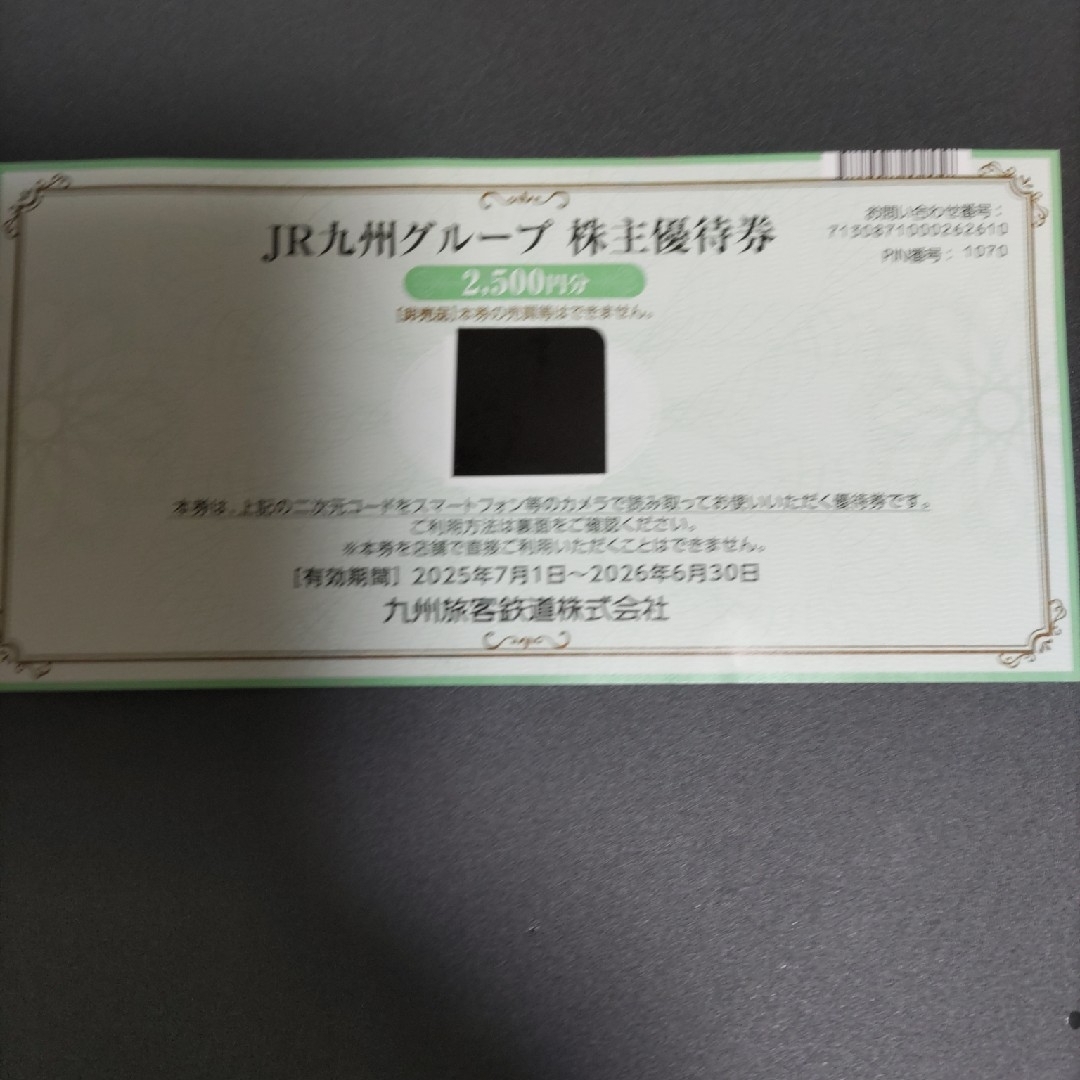 JR九州グループ 株主優待券
2,500円分
[非売品]本券の売買等はできません。
お問い合わせ番号：
7130871000262610
PIN番号： 1070
本券は、上記の二次元コードをスマートフォン等のカメラで読み取ってお使いいただく優待券です。
ご利用方法は裏面をご確認ください。
※本券を店舗で直接ご利用いただくことはできません。
［有効期間］2025年7月1日～2026年6月30日
九州旅客鉄道株式会社